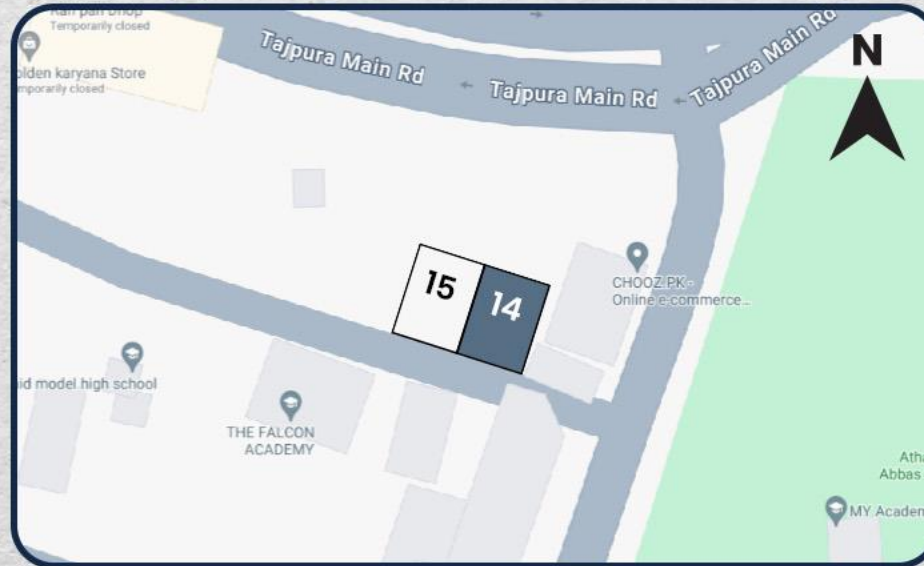 Temporarily closed
olden karyana Store
mporarily closed
Tajpura Main Rd
Tajpura Main Rd
Tajpura Main Rd
N
15
14
CHOOZ PK -
Online e-commerce...
id model high school
THE FALCON
ACADEMY
Atha
Abbas
MY Academ